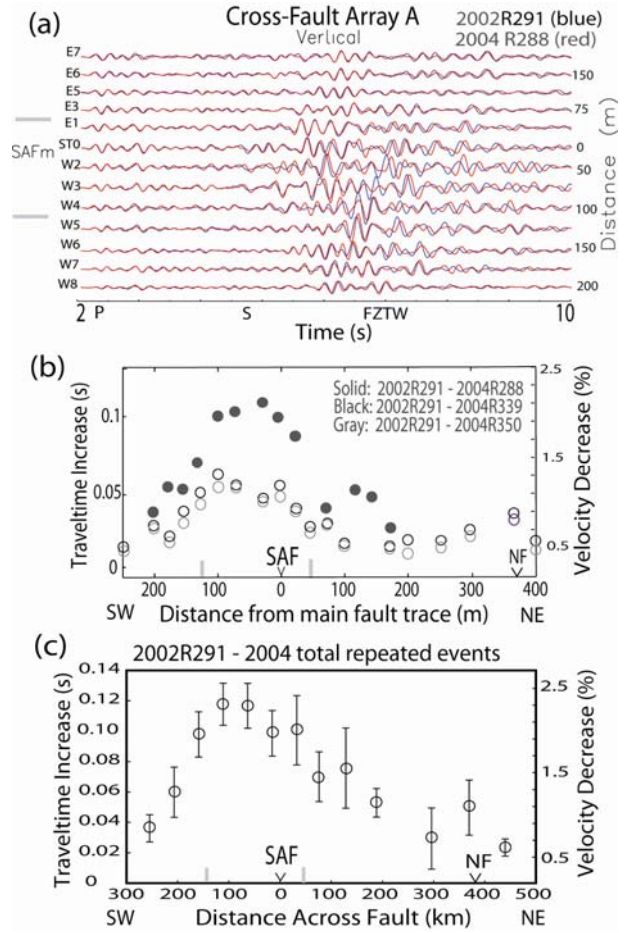 (a) Cross-Fault Array A 2002R291 (blue)
Vertical 2004 R288 (red)
E7
E6 150
E5
E3 75
E1
ST0 0
W2 50
W3
W4 100
W5
W6 150
W7
W8 200
SAFm
Distance (m)
2 P S FZTW 10
Time (s)
(b)
Solid: 2002R291 - 2004R288
Black: 2002R291 - 2004R339
Gray: 2002R291 - 2004R350
Traveltime Increase (s)
0.1
0.05
0
Velocity Decrease (%)
2.5
1.5
0.5
SAF
NF
200 100 0 100 200 300 400
SW Distance from main fault trace (m) NE
(c)
2002R291 - 2004 total repeated events
Traveltime Increase (s)
0.14
0.12
0.10
0.08
0.06
0.04
0.02
0
Velocity Decrease (%)
2.5
1.5
0.5
SAF
NF
300 200 100 0 100 200 300 400 500
SW Distance Across Fault (km) NE